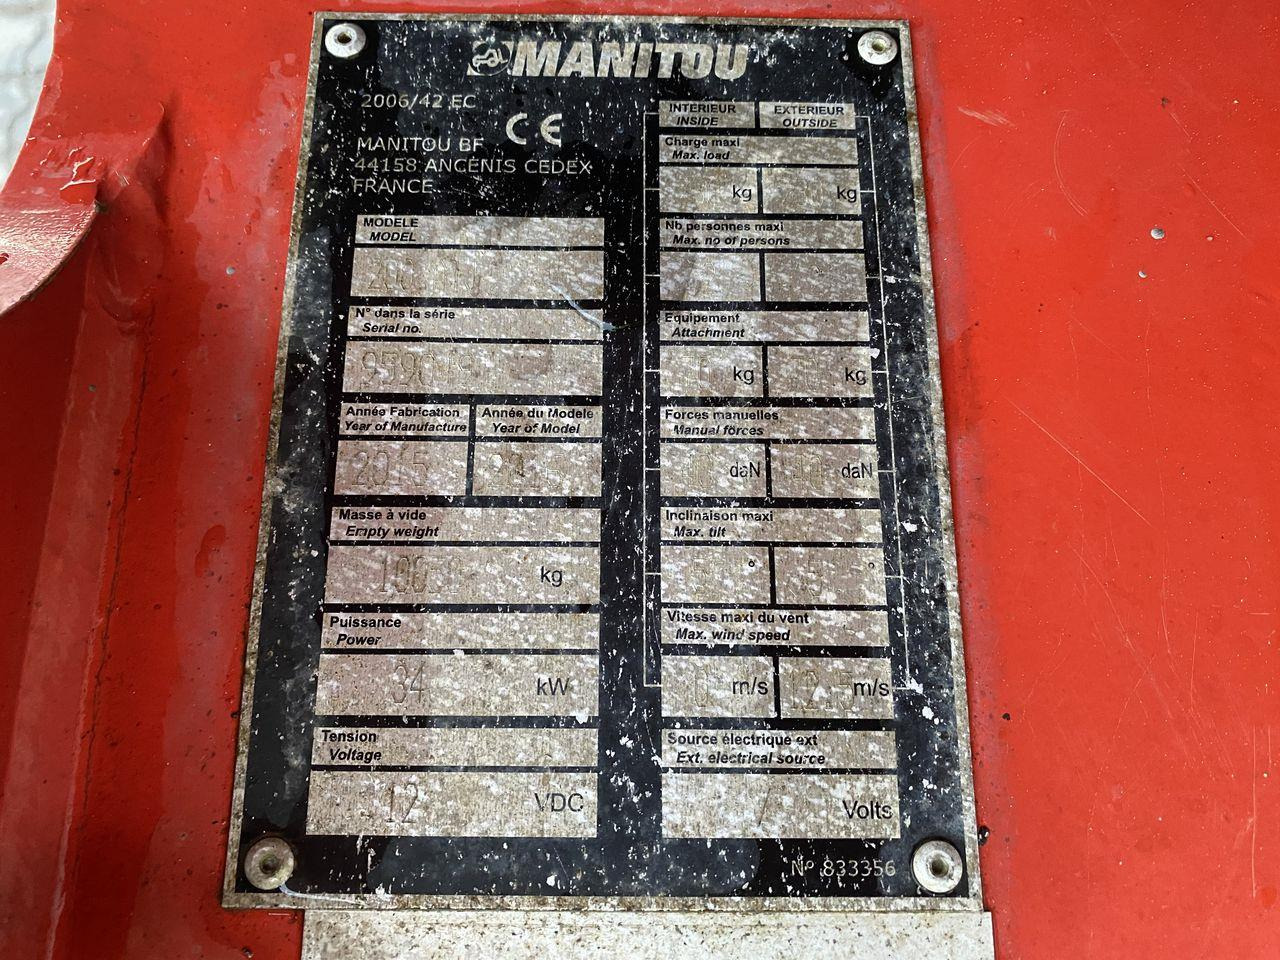 MANITOU
2006/42 EC
CE
MANITOU BF
44158 ANCENIS CEDEX
FRANCE
MODELE
MODEL
N° dans la série
Serial no.
Année Fabrication
Year of Manufacture
Année du Modele
Year of Model
2015
Masse à vide
Empty weight
kg
Puissance
Power
34 kW
Tension
Voltage
12 VDC
INTERIEUR
INSIDE
EXTERIEUR
OUTSIDE
Charge maxi
Max. load
kg kg
Nb personnes maxi
Max. no of persons
Equipement
Attachment
kg kg
Forces manuelles
Manual forces
daN daN
Inclinaison maxi
Max. tilt
° 5 °
Vitesse maxi du vent
Max. wind speed
m/s 12.5 m/s
Source électrique ext
Ext. electrical source
/ Volts
N° 833356